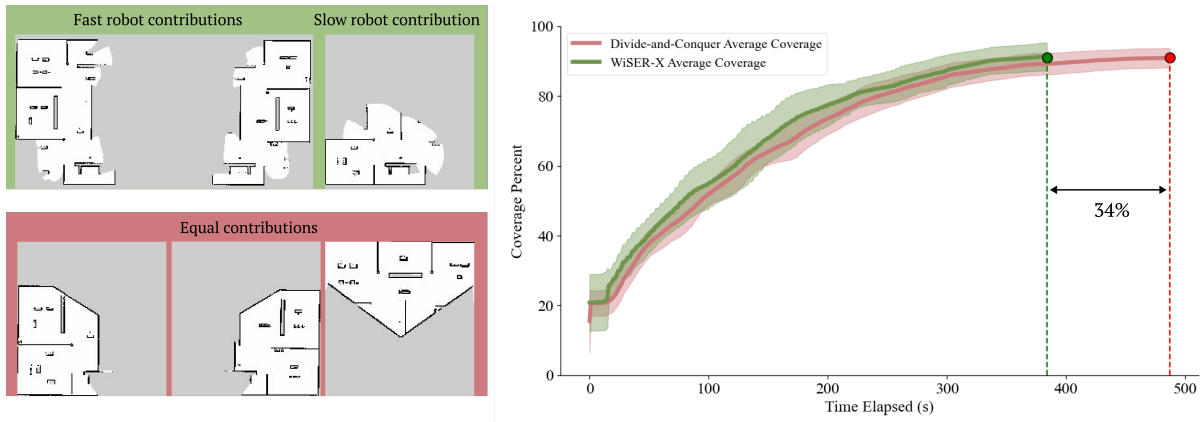 Fast robot contributions
Slow robot contribution
Equal contributions
100
80
60
40
20
0
Coverage Percent
Divide-and-Conquer Average Coverage
WiSER-X Average Coverage
34%
0
100
200
300
400
500
Time Elapsed (s)